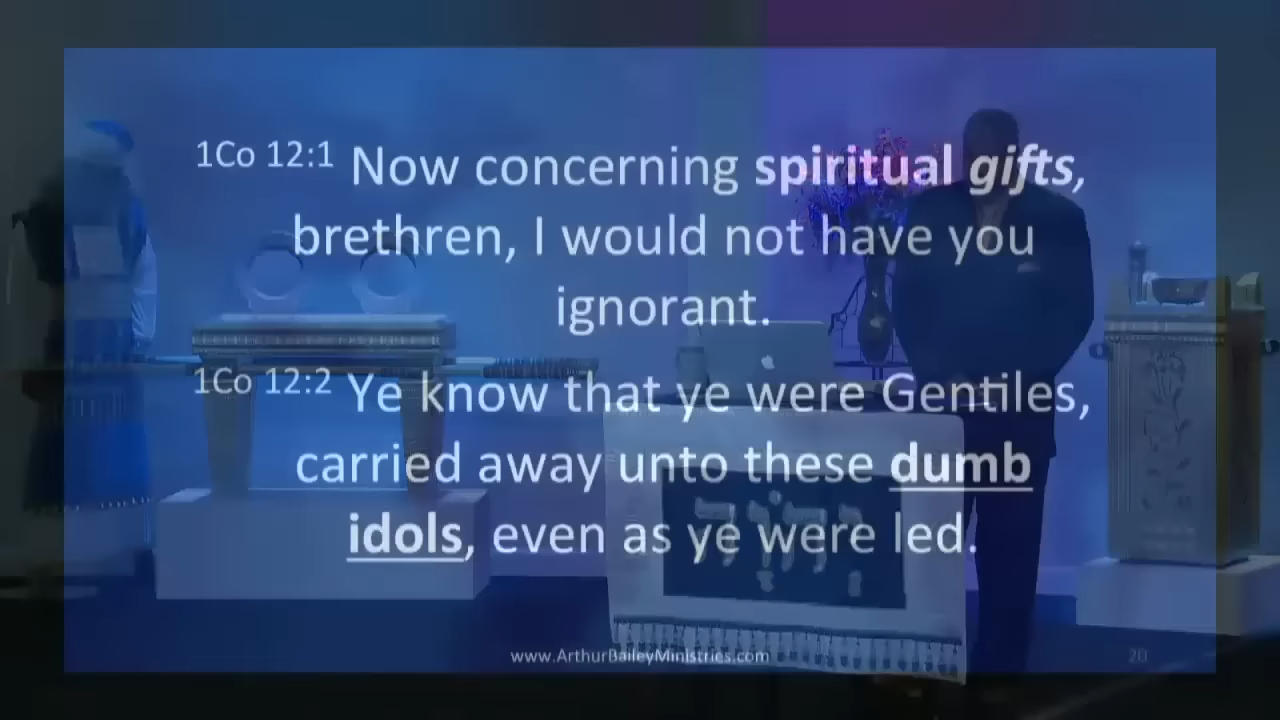 1Co 12:1 Now concerning spiritual gifts,
brethren, I would not have you
ignorant.
1Co 12:2 Ye know that ye were Gentiles,
carried away unto these dumb
idols, even as ye were led.
www.ArthurBaileyMinistries.com
20